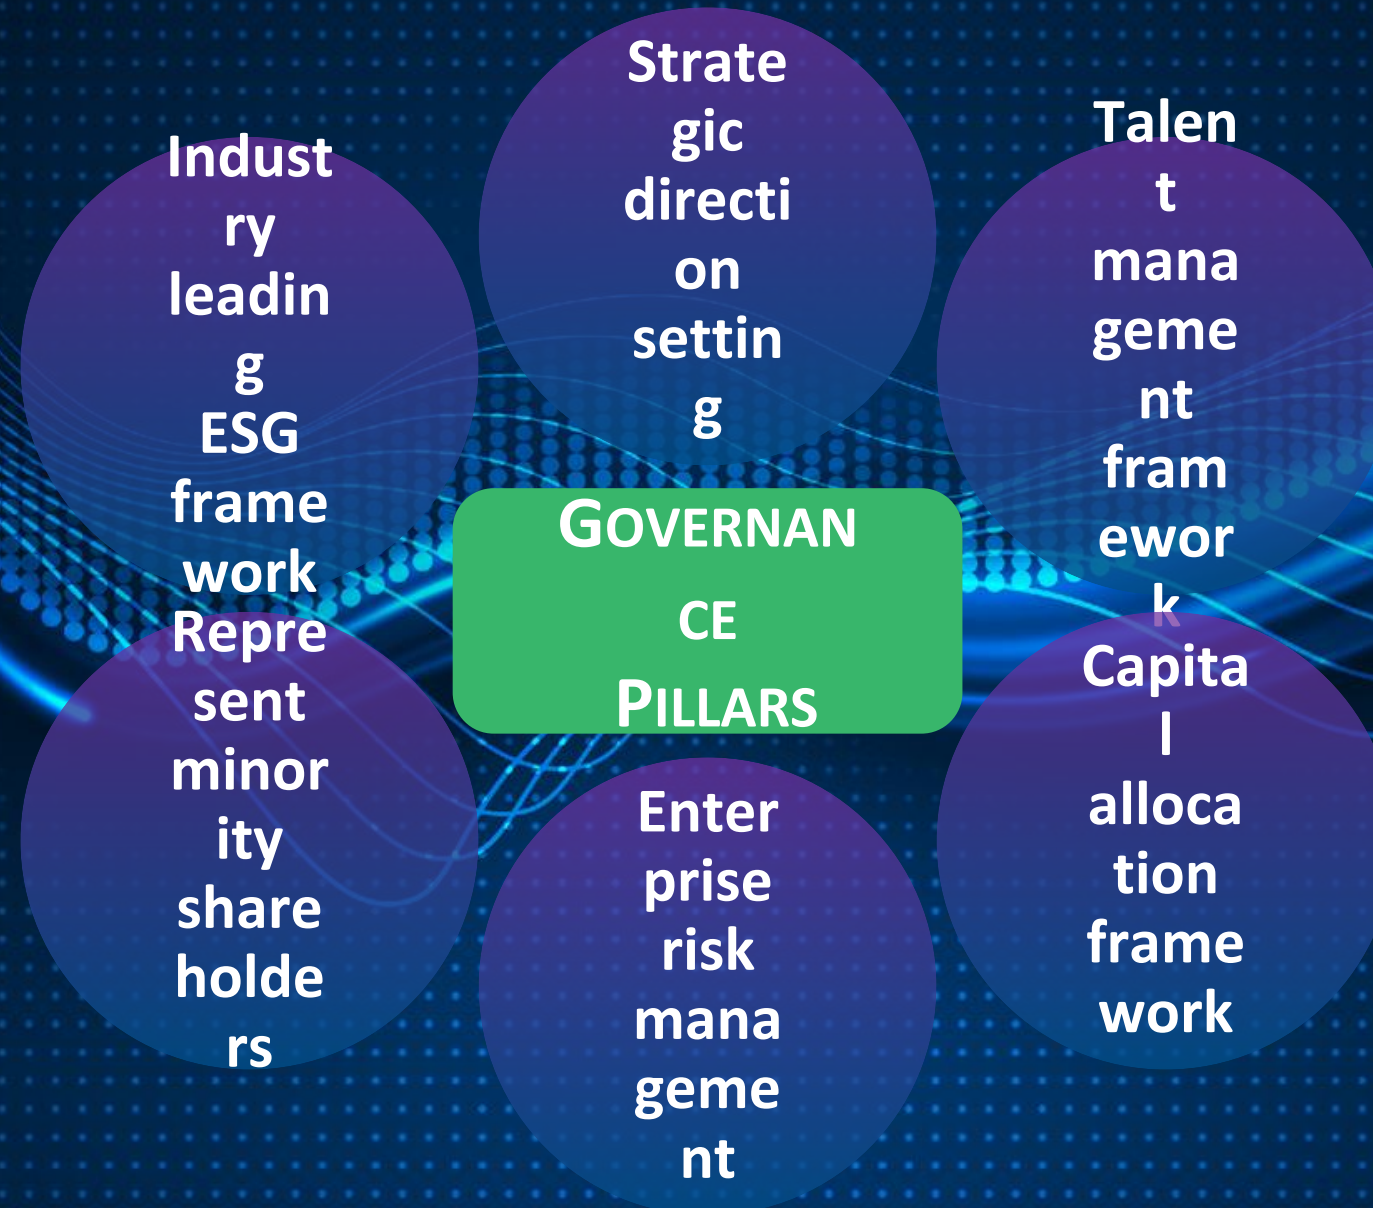 Strate
gic
directi
on
settin
g
Talen
t
mana
geme
nt
fram
ewor
k
Capita
l
alloca
tion
frame
work
Enter
prise
risk
mana
geme
nt
Repre
sent
minor
ity
share
holde
rs
Indust
ry
leadin
g
ESG
frame
work
GOVERNAN
CE
PILLARS